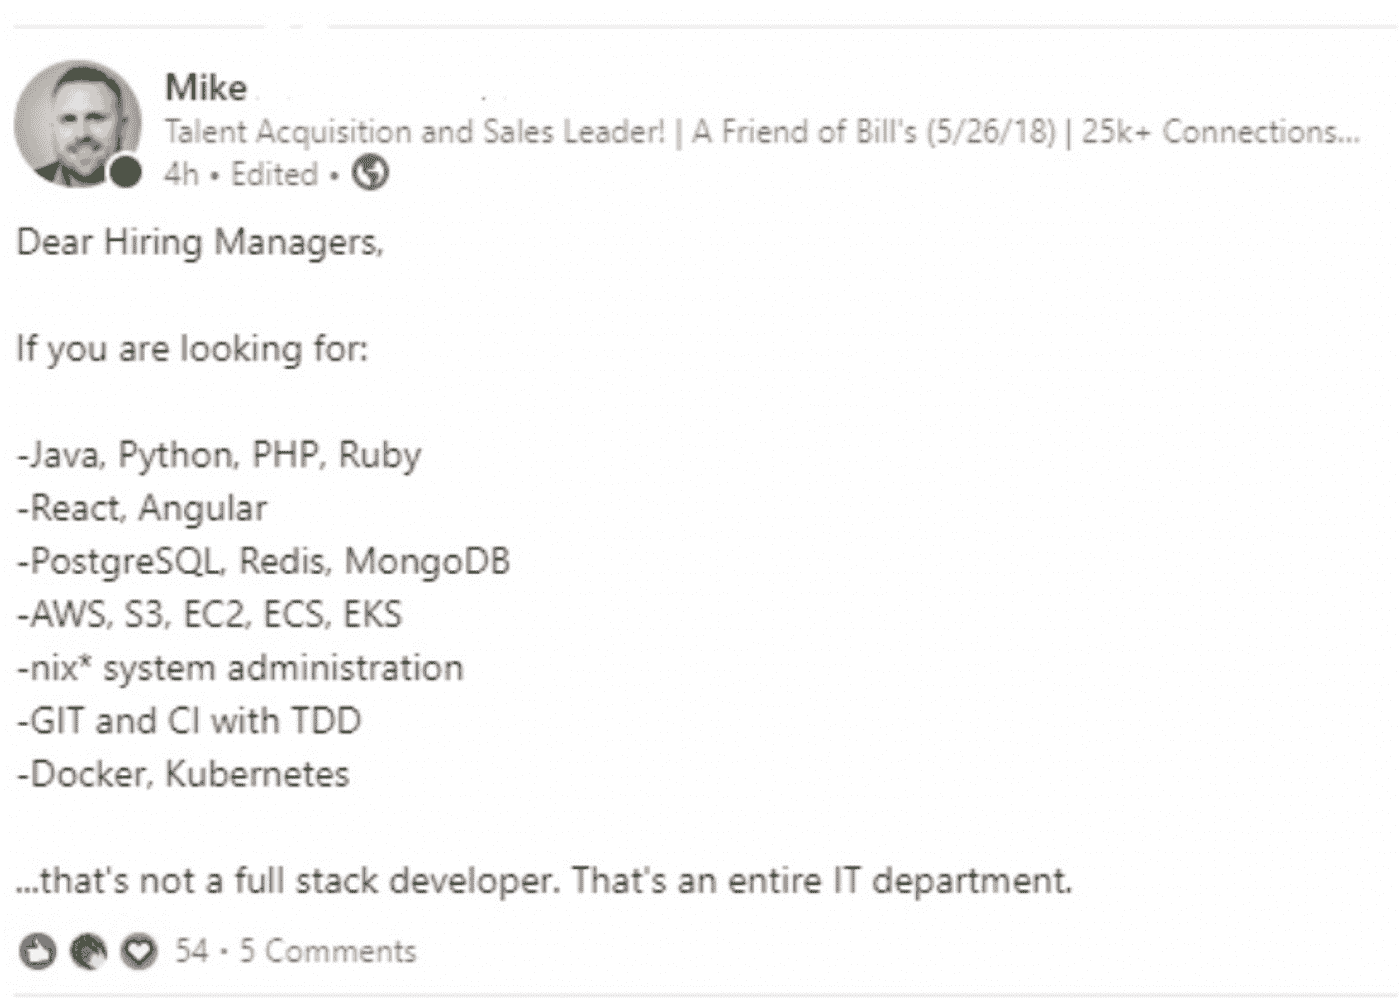 Mike
Talent Acquisition and Sales Leader! | A Friend of Bill's (5/26/18) | 25k+ Connections...
4h • Edited •
Dear Hiring Managers,
If you are looking for:
-Java, Python, PHP, Ruby
-React, Angular
-PostgreSQL, Redis, MongoDB
-AWS, S3, EC2, ECS, EKS
-nix* system administration
-GIT and CI with TDD
-Docker, Kubernetes
...that's not a full stack developer. That's an entire IT department.
54 · 5 Comments